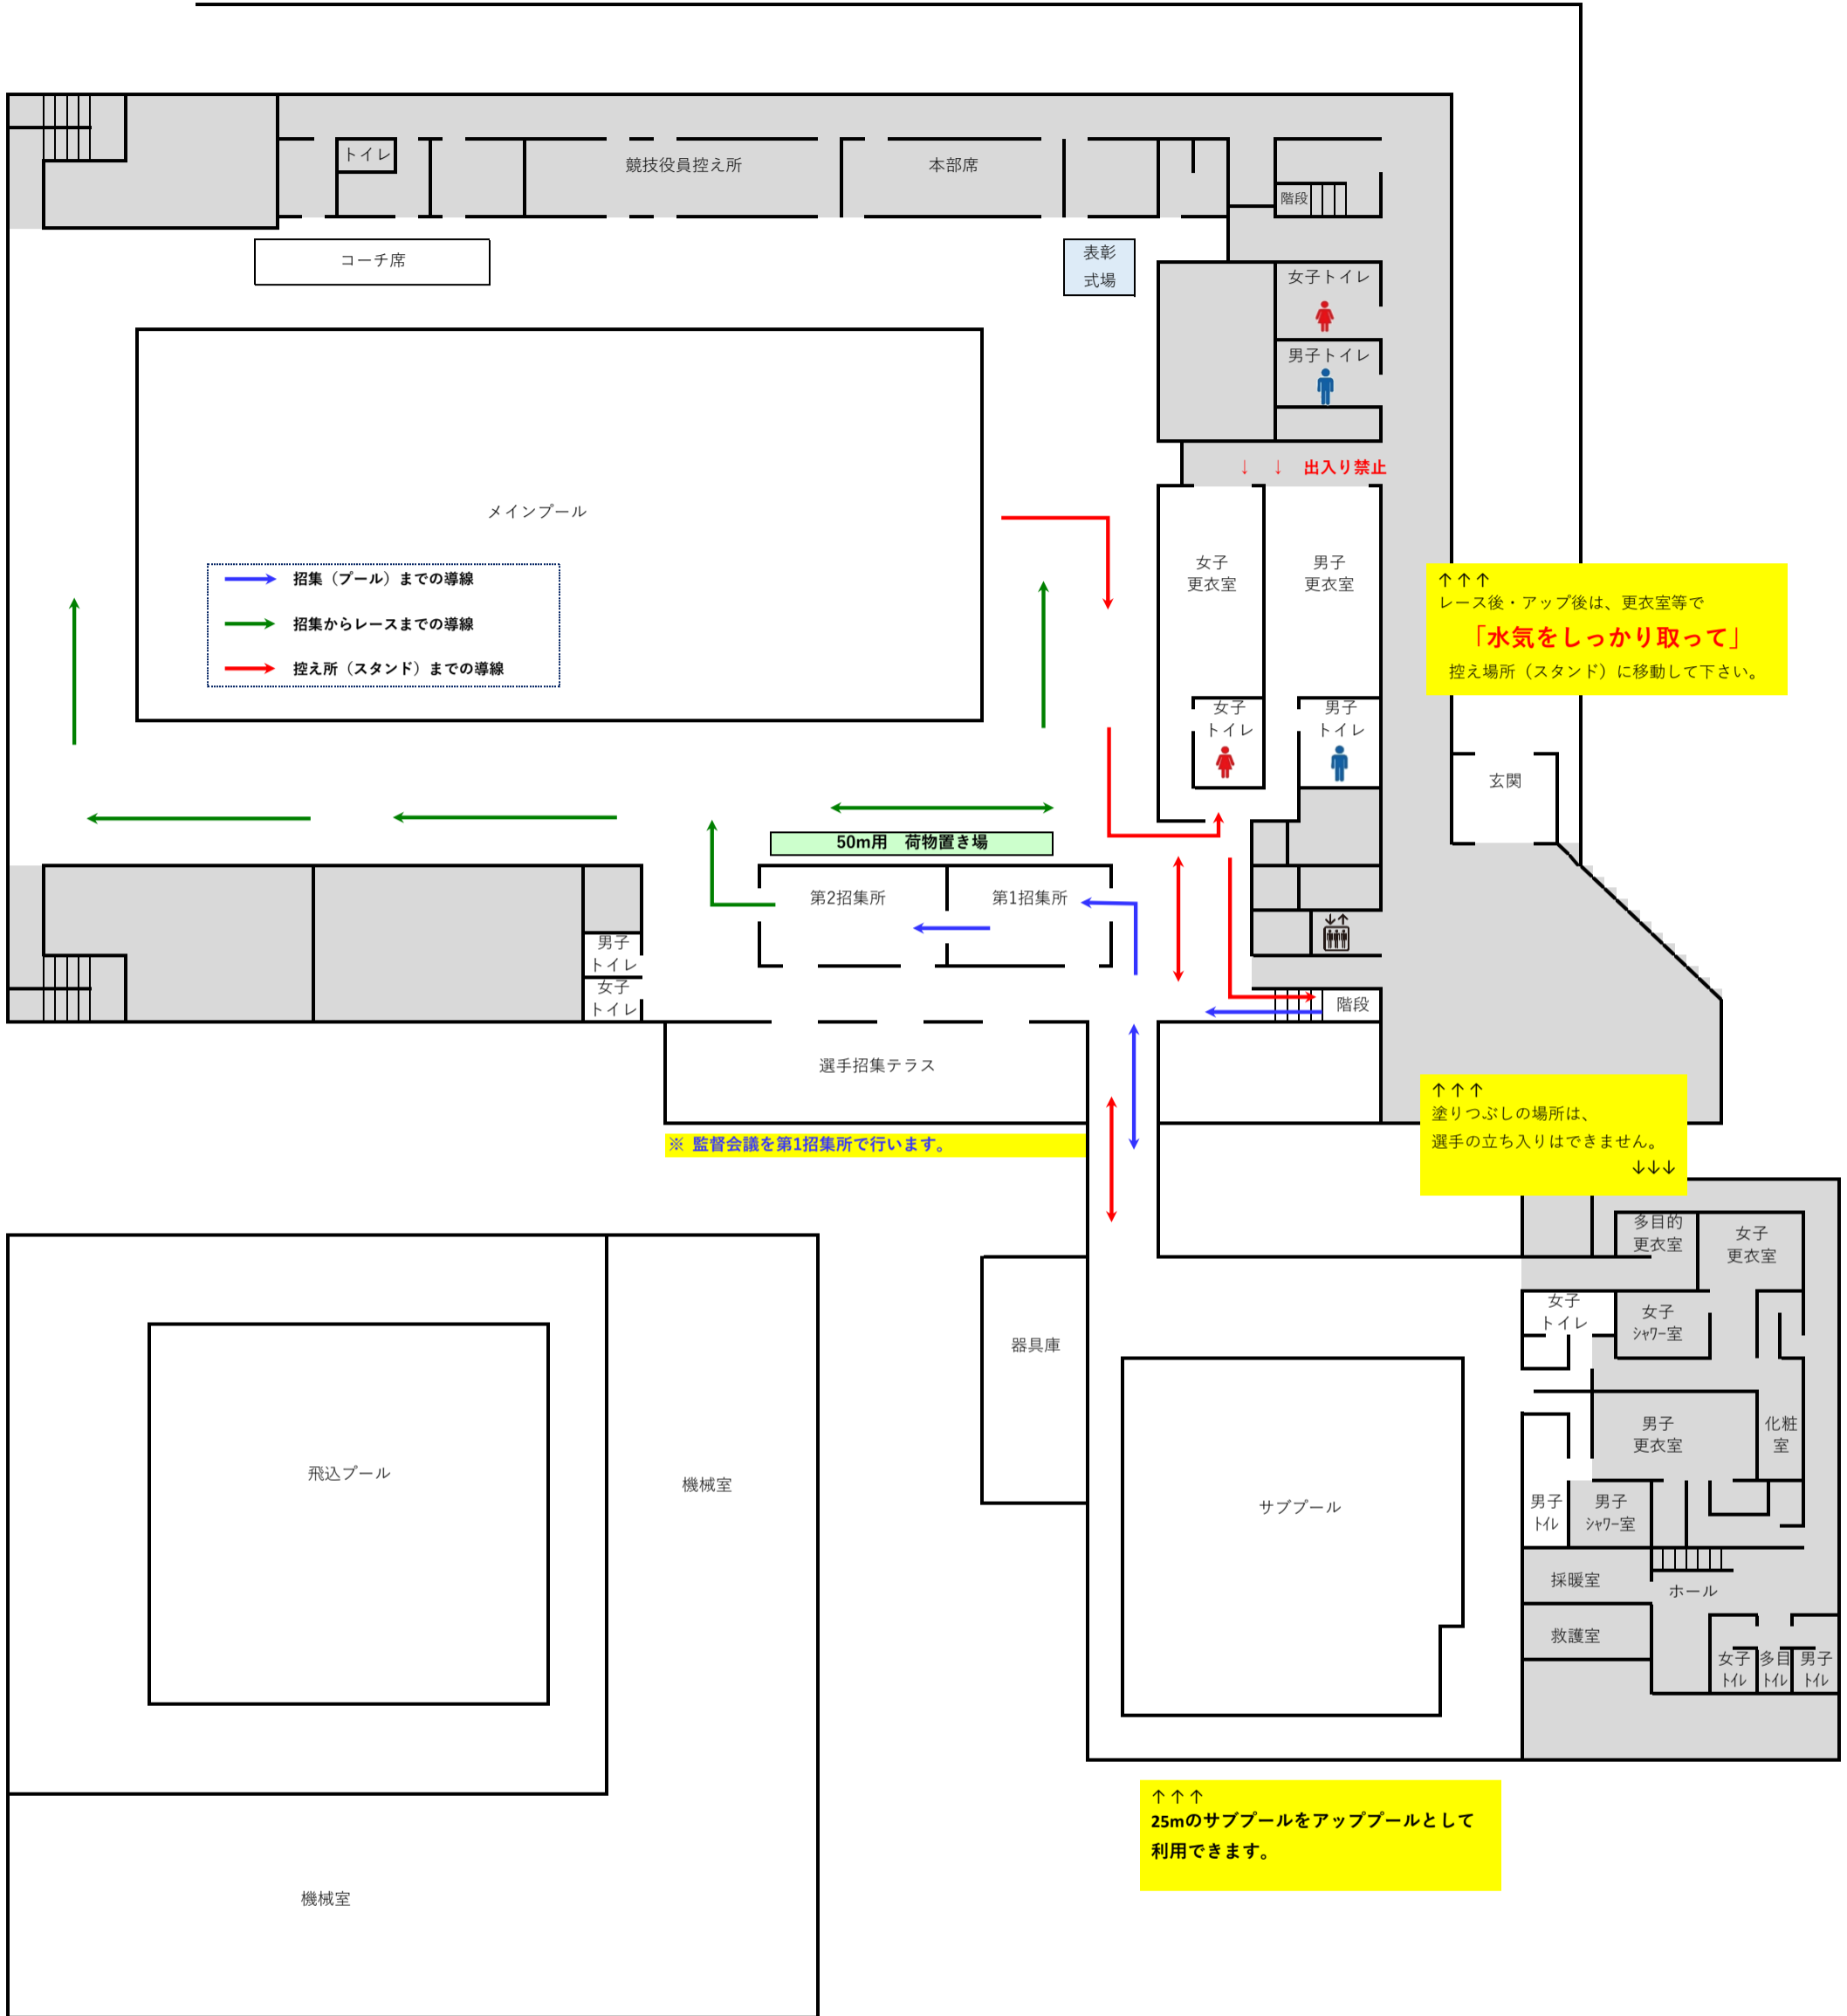 トイレ
競技役員控え所
本部席
階段
コーチ席
表彰
式場
女子トイレ
男子トイレ
↓ ↓ 出入り禁止
メインプール
招集（プール）までの導線
招集からレースまでの導線
控え所（スタンド）までの導線
女子
更衣室
男子
更衣室
↑↑↑
レース後・アップ後は、更衣室等で
「水気をしっかり取って」
控え場所（スタンド）に移動して下さい。
女子
トイレ
男子
トイレ
玄関
50m用 荷物置き場
第2招集所
第1招集所
男子
トイレ
女子
トイレ
階段
選手招集テラス
↑↑↑
塗りつぶしの場所は、
選手の立ち入りはできません。
↓↓↓
※ 監督会議を第1招集所で行います。
多目的
更衣室
女子
更衣室
女子
トイレ
女子
ｼｬﾜｰ室
器具庫
男子
更衣室
化粧
室
飛込プール
機械室
サブプール
男子
ﾄｲﾚ
男子
ｼｬﾜｰ室
採暖室
ホール
救護室
女子
ﾄｲﾚ
多目
ﾄｲﾚ
男子
ﾄｲﾚ
↑↑↑
25mのサブプールをアッププールとして
利用できます。
機械室